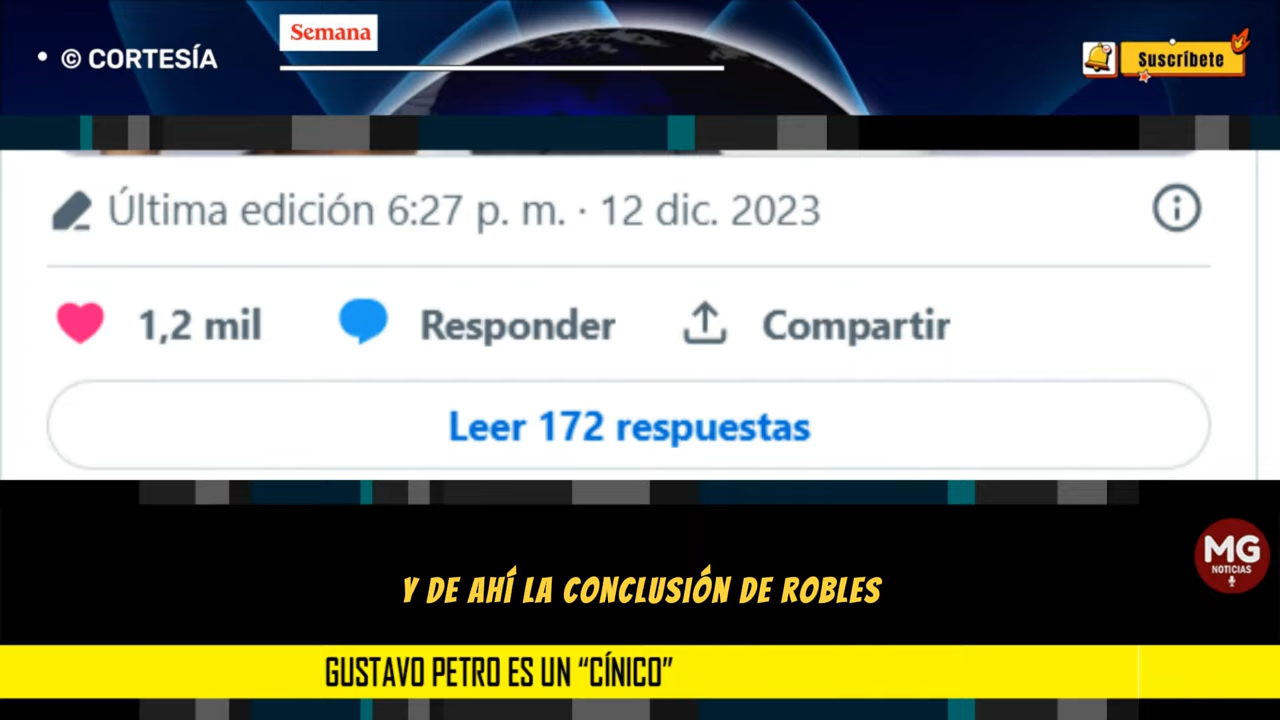 • © CORTESÍA
Semana
Suscríbete
Última edición 6:27 p. m. · 12 dic. 2023
1,2 mil
Responder
Compartir
Leer 172 respuestas
MG
NOTICIAS
Y DE AHÍ LA CONCLUSIÓN DE ROBLES
GUSTAVO PETRO ES UN “CÍNICO”